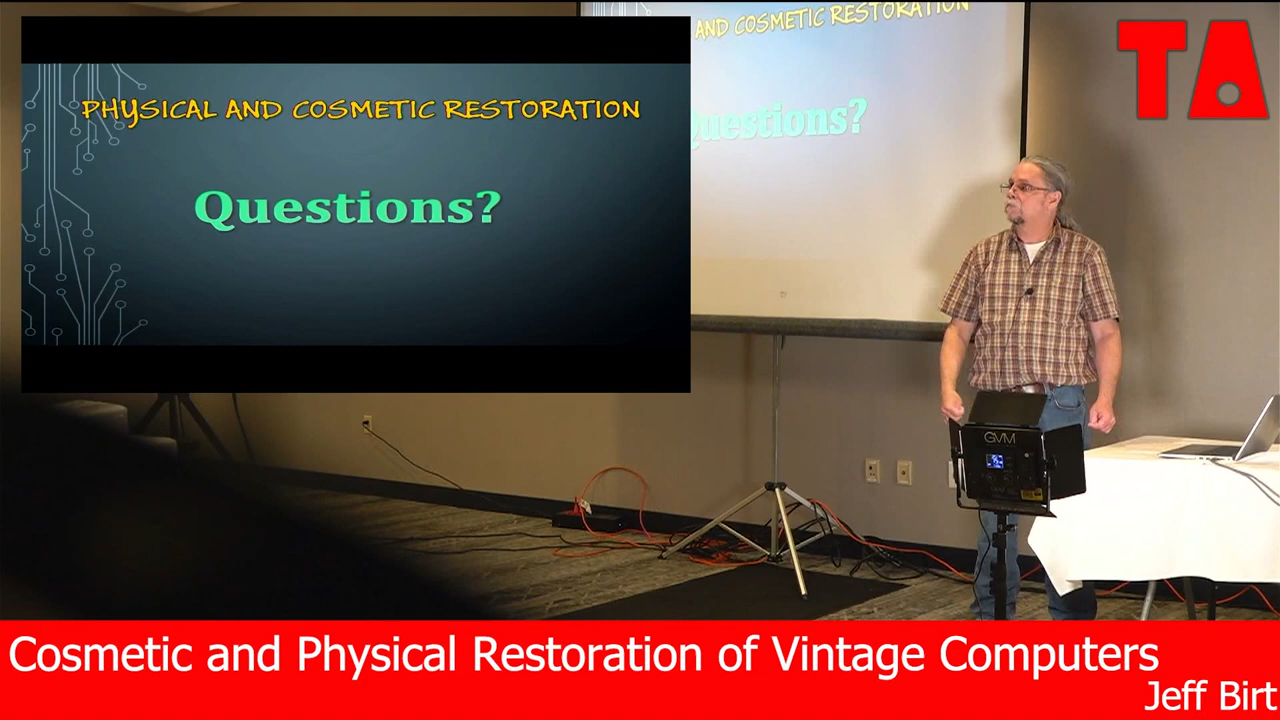 PHYSICAL AND COSMETIC RESTORATION
Questions?
AND COSMETIC RESTORATION
Questions?
TA
GVM
Cosmetic and Physical Restoration of Vintage Computers
Jeff Birt